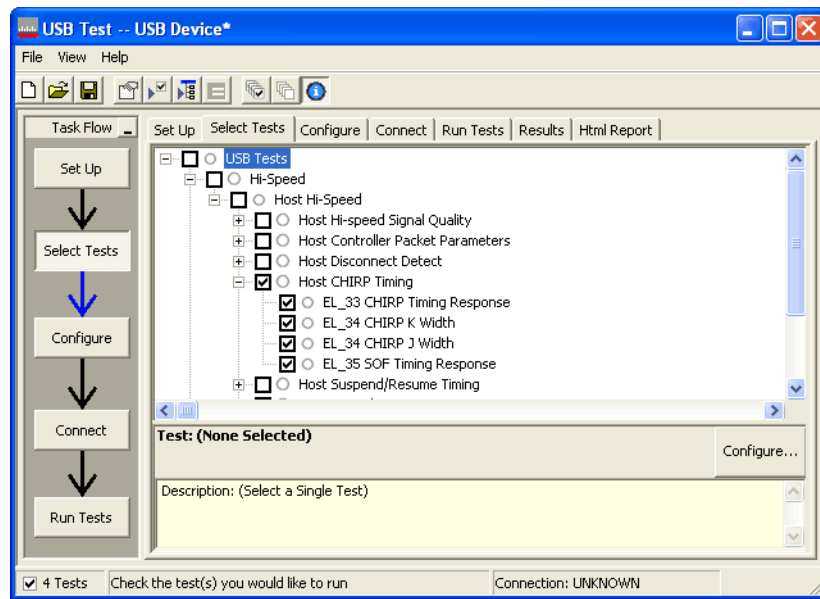 USB Test -- USB Device*
File View Help
Task Flow
Set Up Select Tests Configure Connect Run Tests Results Html Report
Set Up
Select Tests
Configure
Connect
Run Tests
USB Tests
Hi-Speed
Host Hi-Speed
Host Hi-speed Signal Quality
Host Controller Packet Parameters
Host Disconnect Detect
Host CHIRP Timing
EL_33 CHIRP Timing Response
EL_34 CHIRP K Width
EL_34 CHIRP J Width
EL_35 SOF Timing Response
Host Suspend/Resume Timing
Test: (None Selected)
Configure...
Description: (Select a Single Test)
4 Tests Check the test(s) you would like to run Connection: UNKNOWN